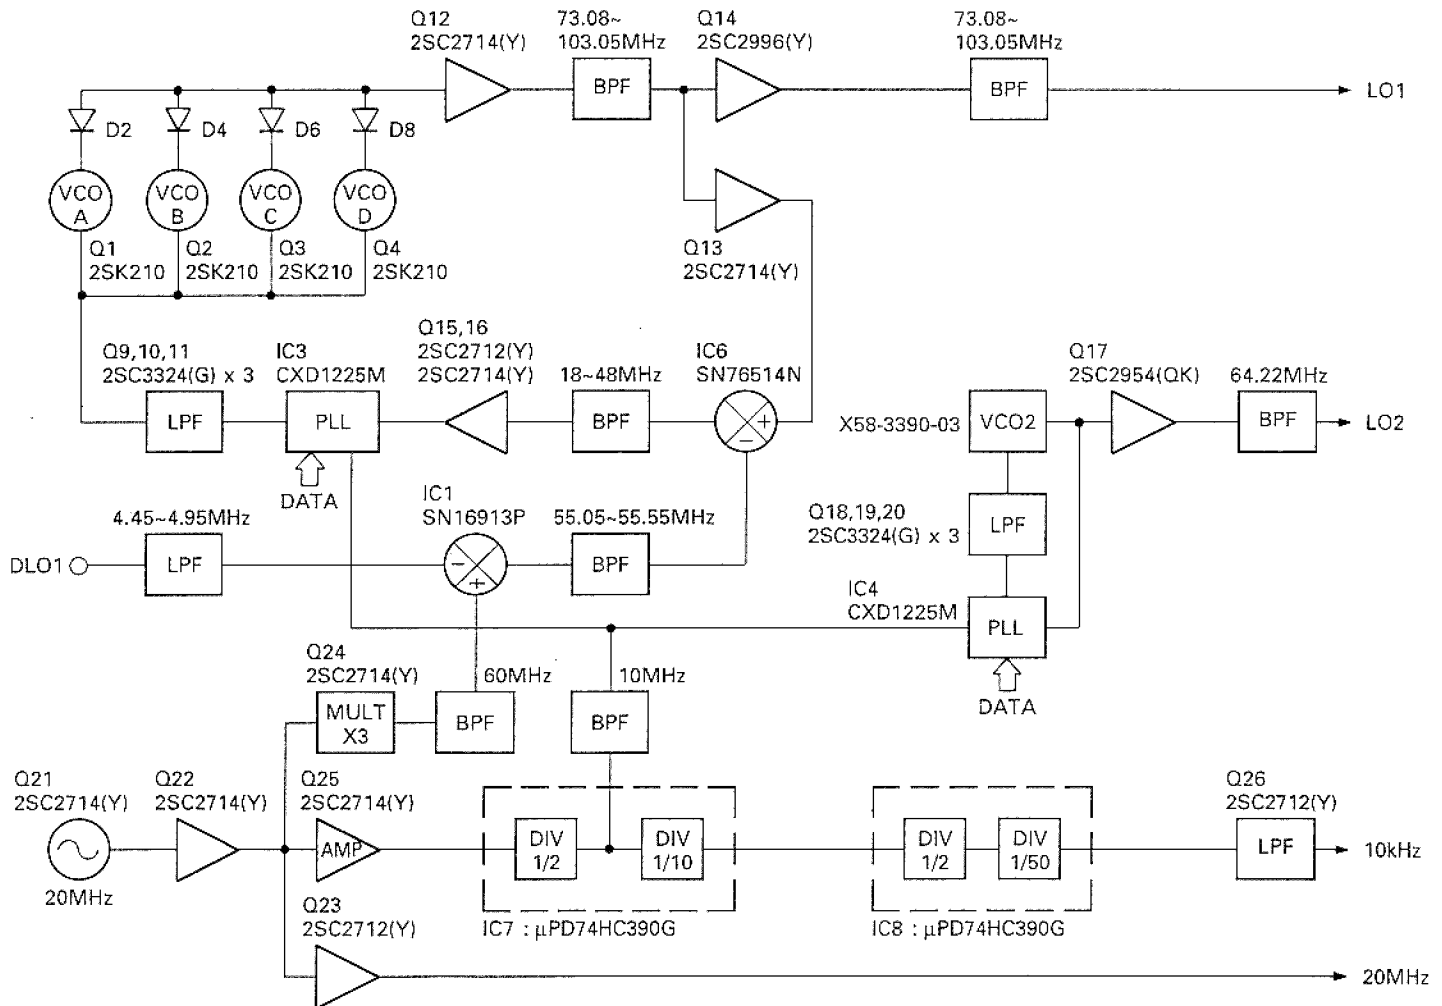 Q12
2SC2714(Y)
73.08~
103.05MHz
Q14
2SC2996(Y)
73.08~
103.05MHz
BPF
BPF
LO1
D2
D4
D6
D8
VCO
A
VCO
B
VCO
C
VCO
D
Q1
2SK210
Q2
2SK210
Q3
2SK210
Q4
2SK210
Q13
2SC2714(Y)
Q9,10,11
2SC3324(G) x 3
IC3
CXD1225M
Q15,16
2SC2712(Y)
2SC2714(Y)
18~48MHz
IC6
SN76514N
Q17
2SC2954(QK)
64.22MHz
LPF
PLL
BPF
+
−
X58-3390-03
VCO2
BPF
LO2
DATA
4.45~4.95MHz
IC1
SN16913P
55.05~55.55MHz
Q18,19,20
2SC3324(G) x 3
LPF
DLO1
LPF
−
+
BPF
IC4
CXD1225M
PLL
DATA
Q24
2SC2714(Y)
60MHz
10MHz
MULT
X3
BPF
BPF
Q21
2SC2714(Y)
Q22
2SC2714(Y)
Q25
2SC2714(Y)
Q26
2SC2712(Y)
AMP
DIV
1/2
DIV
1/10
DIV
1/2
DIV
1/50
LPF
10kHz
20MHz
Q23
2SC2712(Y)
IC7 : μPD74HC390G
IC8 : μPD74HC390G
20MHz